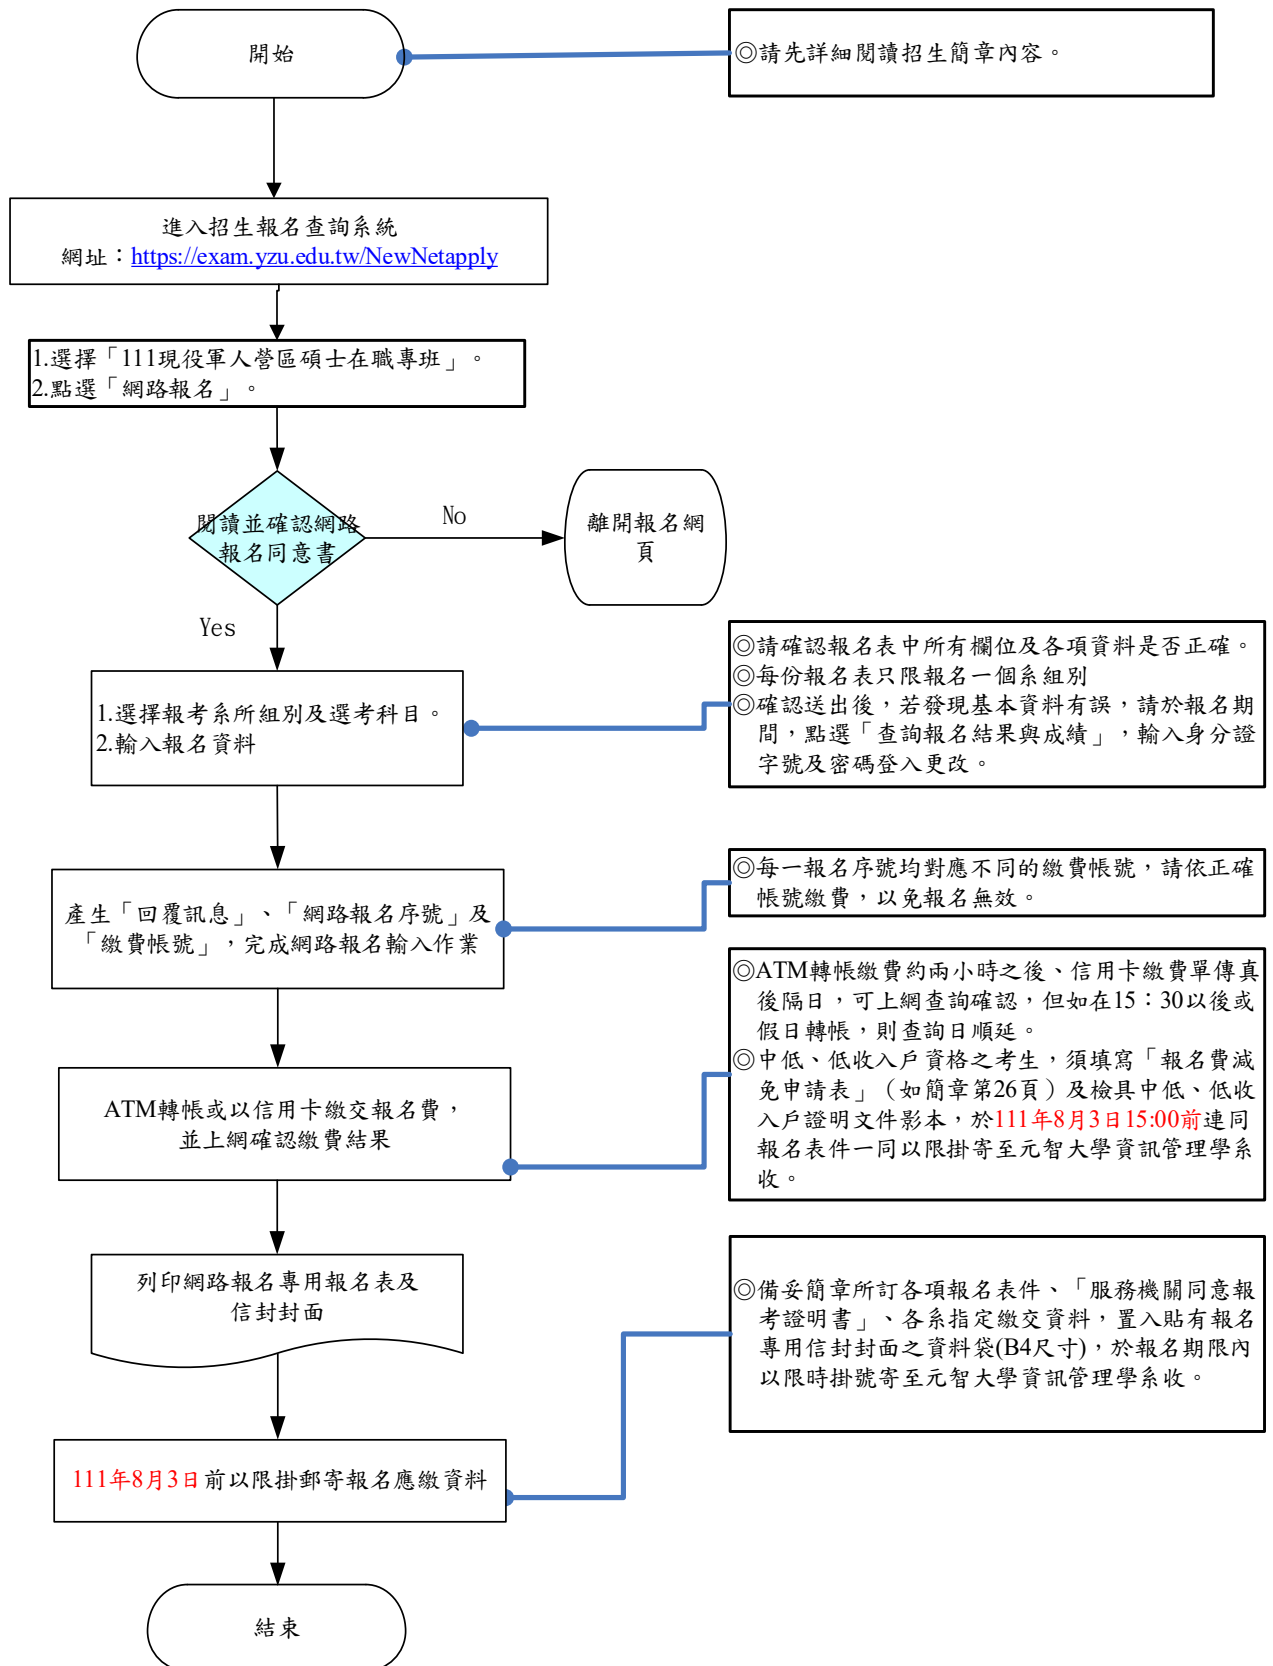 開始
◎請先詳細閱讀招生簡章內容。
進入招生報名查詢系統
網址：https://exam.yzu.edu.tw/NewNetapply
1.選擇「111現役軍人營區碩士在職專班」。
2.點選「網路報名」。
閱讀並確認網路
報名同意書
No
離開報名網
頁
Yes
1.選擇報考系所組別及選考科目。
2.輸入報名資料
◎請確認報名表中所有欄位及各項資料是否正確。
◎每份報名表只限報名一個系組別
◎確認送出後，若發現基本資料有誤，請於報名期
間，點選「查詢報名結果與成績」，輸入身分證
字號及密碼登入更改。
產生「回覆訊息」、「網路報名序號」及
「繳費帳號」，完成網路報名輸入作業
◎每一報名序號均對應不同的繳費帳號，請依正確
帳號繳費，以免報名無效。
ATM轉帳或以信用卡繳交報名費，
並上網確認繳費結果
◎ATM轉帳繳費約兩小時之後、信用卡繳費單傳真
後隔日，可上網查詢確認，但如在15：30以後或
假日轉帳，則查詢日順延。
◎中低、低收入戶資格之考生，須填寫「報名費減
免申請表」（如簡章第26頁）及檢具中低、低收
入戶證明文件影本，於111年8月3日15:00前連同
報名表件一同以限掛寄至元智大學資訊管理學系
收。
列印網路報名專用報名表及
信封封面
◎備妥簡章所訂各項報名表件、「服務機關同意報
考證明書」、各系指定繳交資料，置入貼有報名
專用信封封面之資料袋(B4尺寸)，於報名期限內
以限時掛號寄至元智大學資訊管理學系收。
111年8月3日前以限掛郵寄報名應繳資料
結束